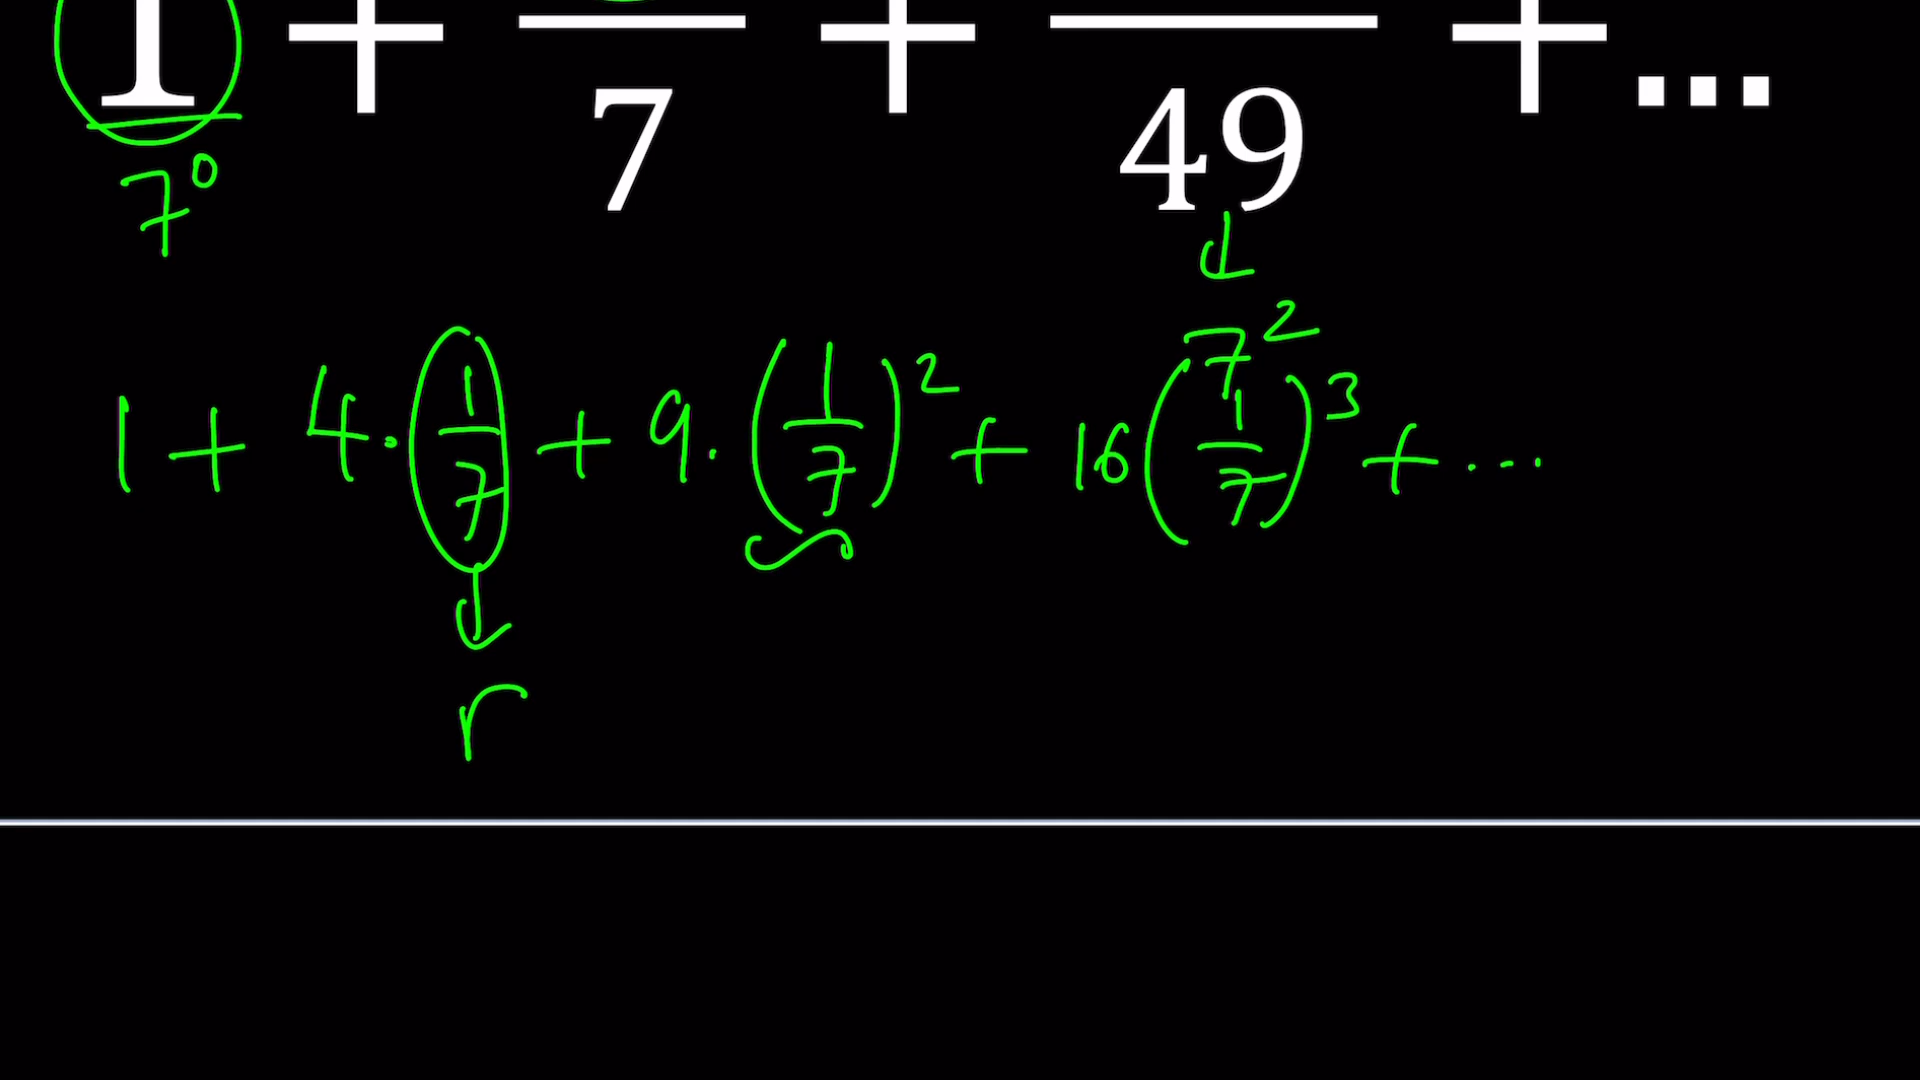 1 + — + — + ...
7 49
7⁰
7²
1 + 4 · 1/7 + 9 · (1/7)² + 16 (1/7)³ + ...
r